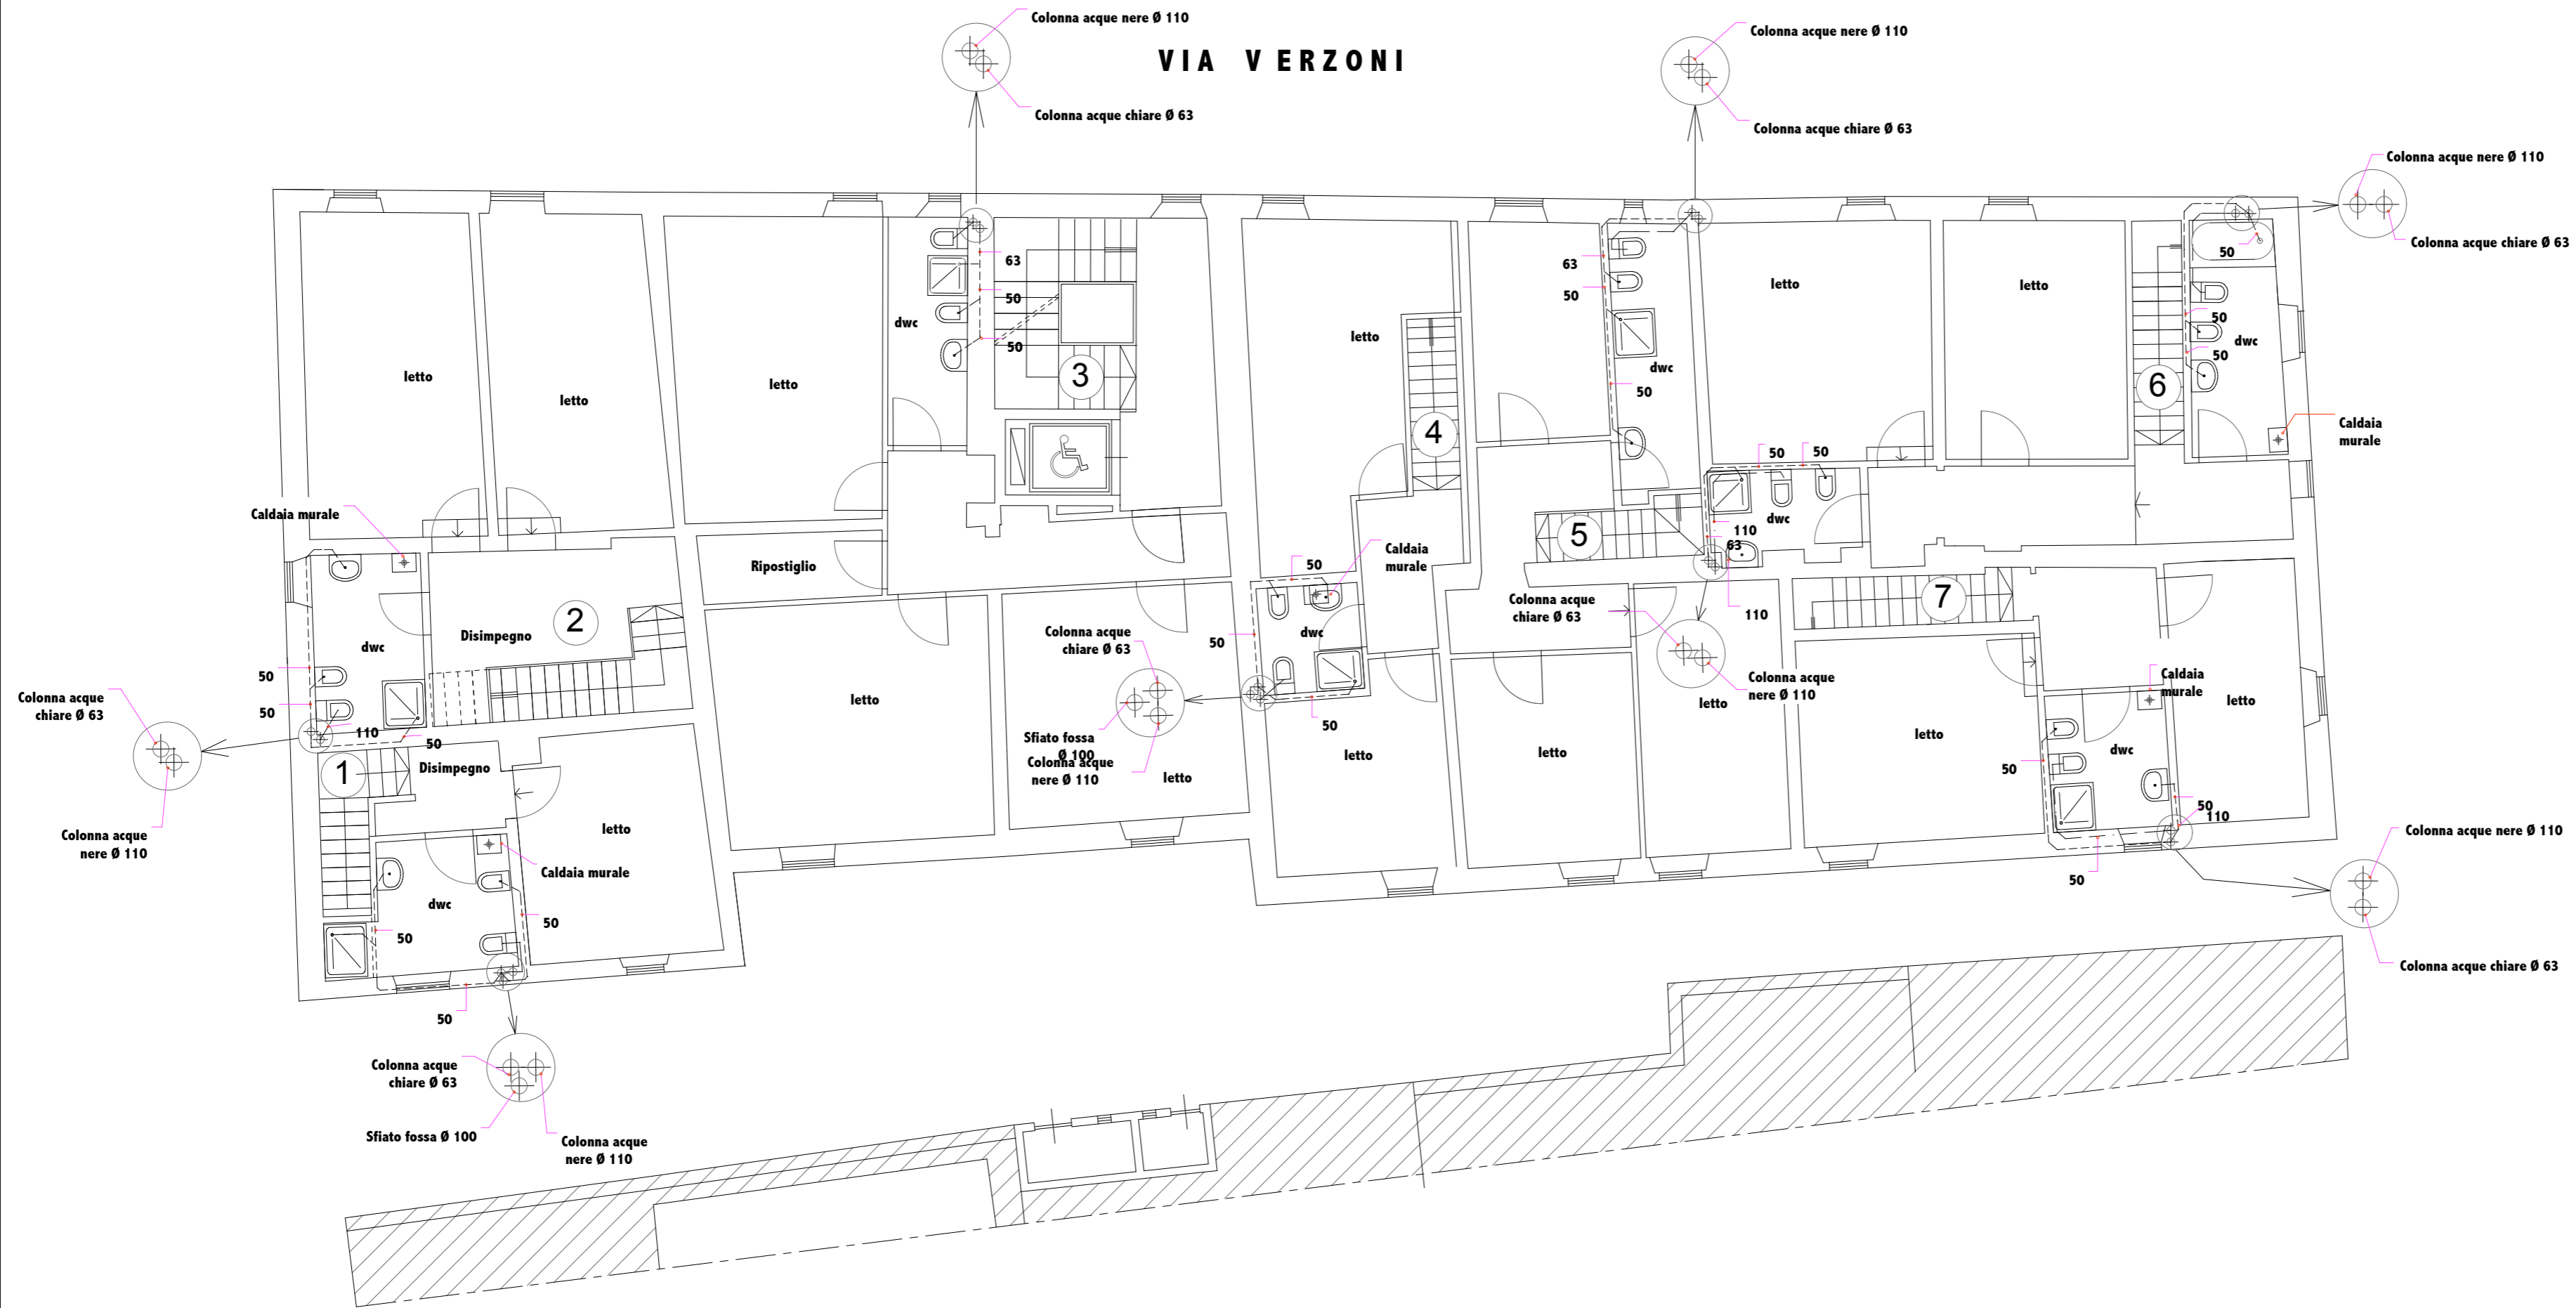 Colonna acque nere Ø 110
VIA VERZONI
Colonna acque chiare Ø 63
Colonna acque nere Ø 110
Colonna acque chiare Ø 63
Colonna acque nere Ø 110
Colonna acque chiare Ø 63
63
50
dwc
50
3
letto
letto
letto
letto
4
63
50
dwc
50
letto
letto
50
50
dwc
50
6
Caldaia
murale
Caldaia murale
Ripostiglio
Disimpegno
2
dwc
50
50
110
50
Colonna acque
chiare Ø 63
Colonna acque
nere Ø 110
1
Disimpegno
letto
Caldaia murale
dwc
50
50
50
Colonna acque
chiare Ø 63
Sfiato fossa Ø 100
Colonna acque
nere Ø 110
letto
50
Caldaia
murale
dwc
50
50
Colonna acque
chiare Ø 63
Sfiato fossa
Ø 100
Colonna acque
nere Ø 110
letto
letto
letto
5
50
50
dwc
110
63
110
Colonna acque
chiare Ø 63
Colonna acque
nere Ø 110
letto
7
letto
Caldaia
murale
letto
dwc
50
50
110
50
Colonna acque nere Ø 110
Colonna acque chiare Ø 63